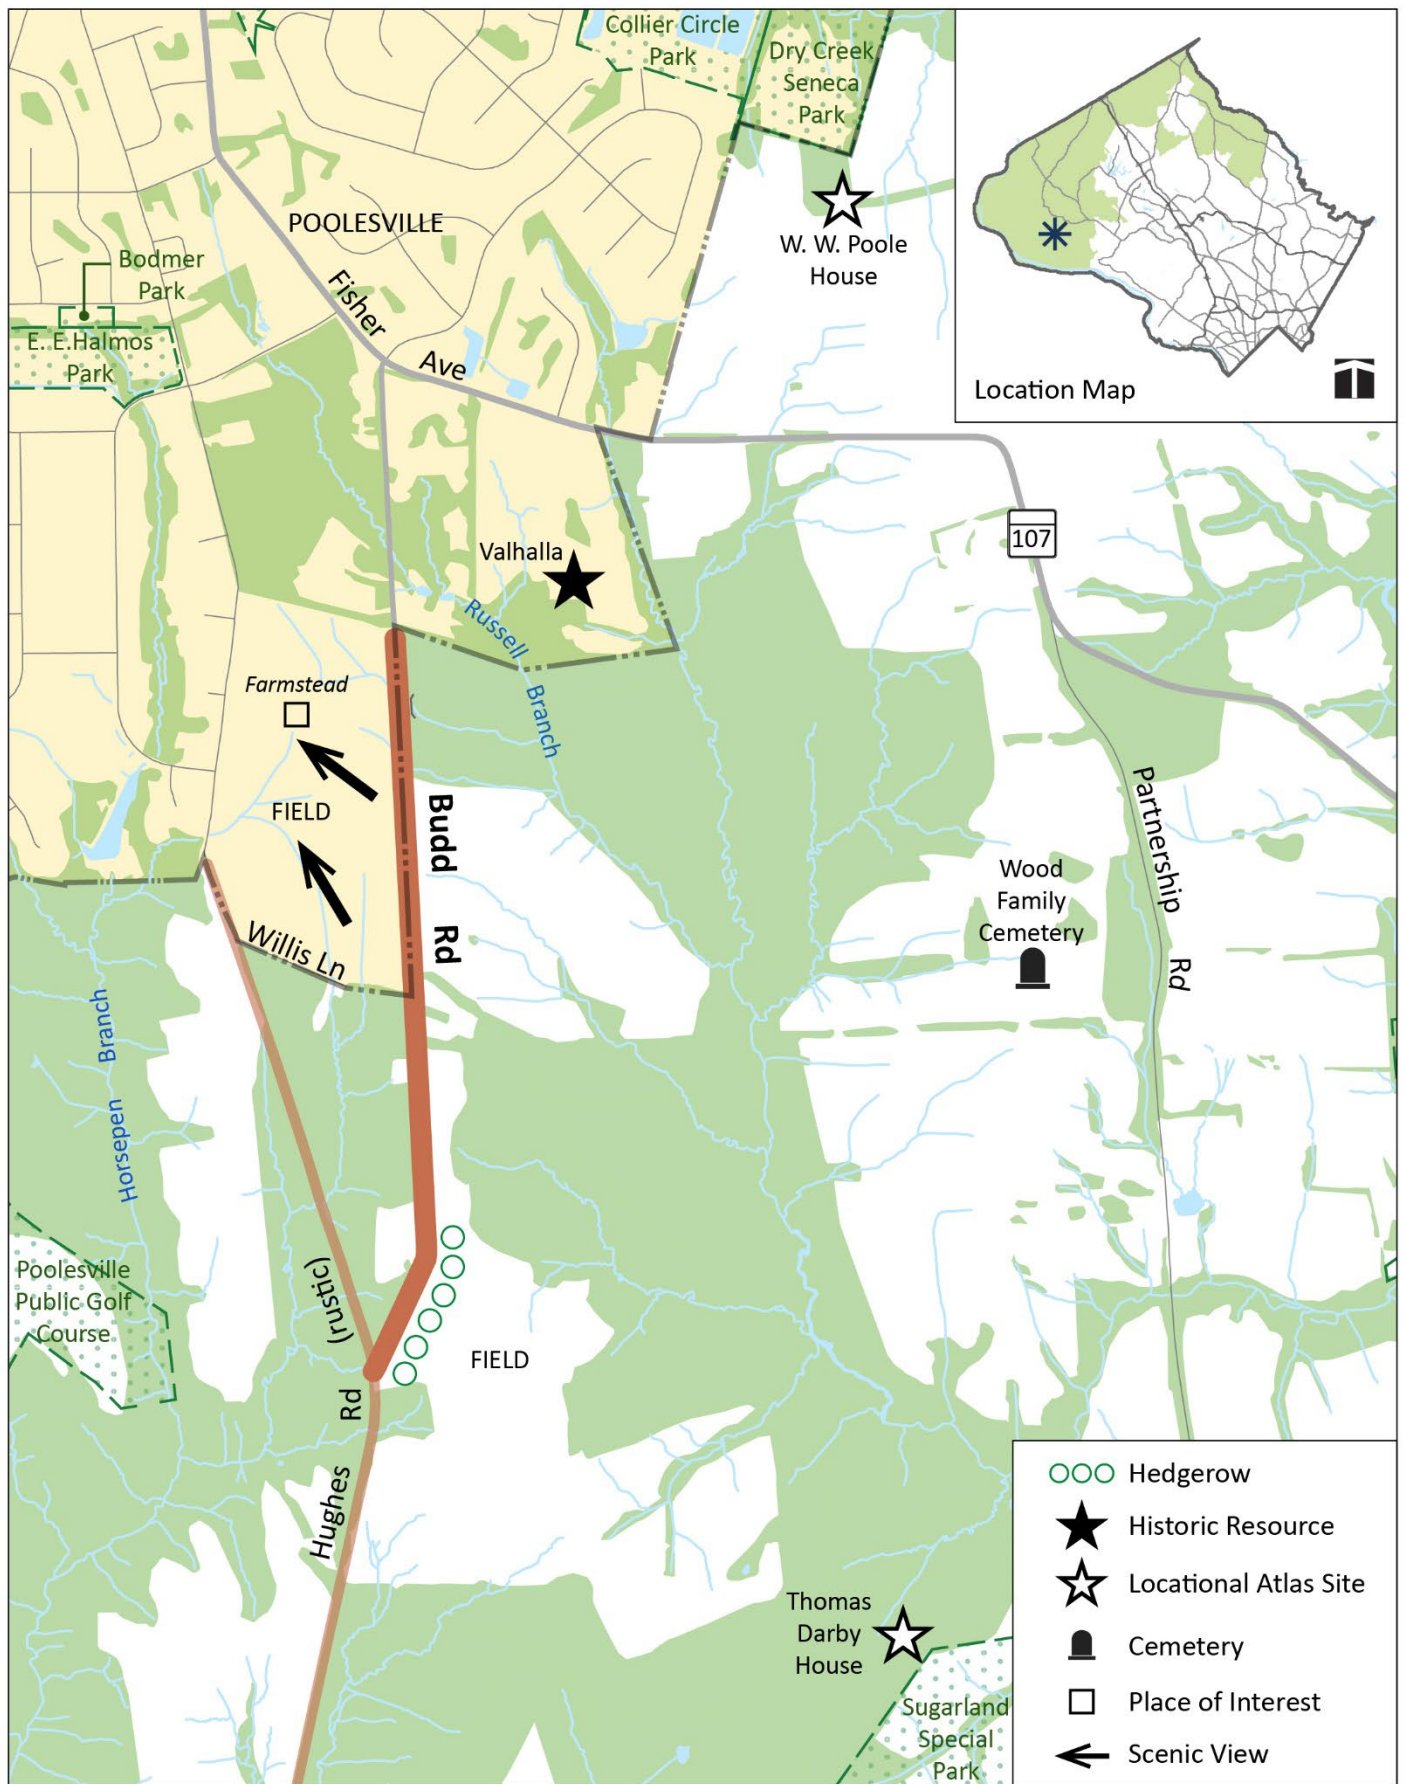 Collier Circle
Park
Dry Creek
Seneca
Park
POOLESVILLE
W. W. Poole
House
Bodmer
Park
E. E.Halmos
Park
Fisher
Ave
Location Map
107
Valhalla
Russell
Branch
Farmstead
FIELD
Budd
Rd
Willis Ln
Partnership
Rd
Wood
Family
Cemetery
Horsepen
Branch
Poolesville
Public Golf
Course
Hughes
Rd
(rustic)
FIELD
Thomas
Darby
House
Sugarland
Special
Park
Hedgerow
Historic Resource
Locational Atlas Site
Cemetery
Place of Interest
Scenic View